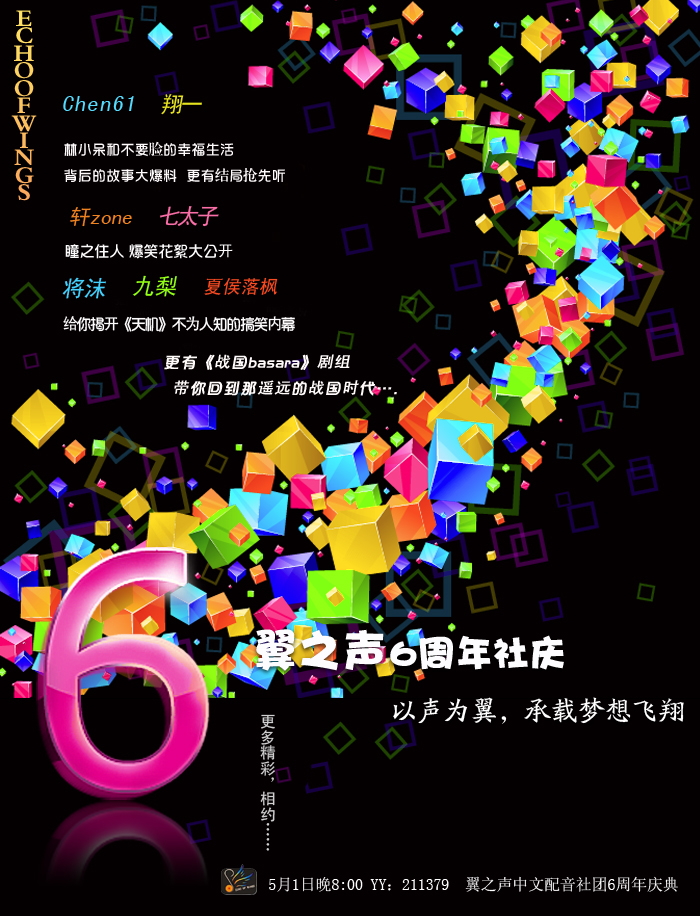 ECHOOFWINGS
Chen61 翔一
林小呆和不要脸的幸福生活
背后的故事大爆料 更有结局抢先听
轩zone 七太子
瞳之住人 爆笑花絮大公开
将沫 九梨 夏侯落枫
给你揭开《天机》不为人知的搞笑内幕
更有《战国basara》剧组
带你回到那遥远的战国时代….
6
翼之声6周年社庆
以声为翼，承载梦想飞翔
更多精彩，相约……
5月1日晚8:00 YY：211379 翼之声中文配音社团6周年庆典